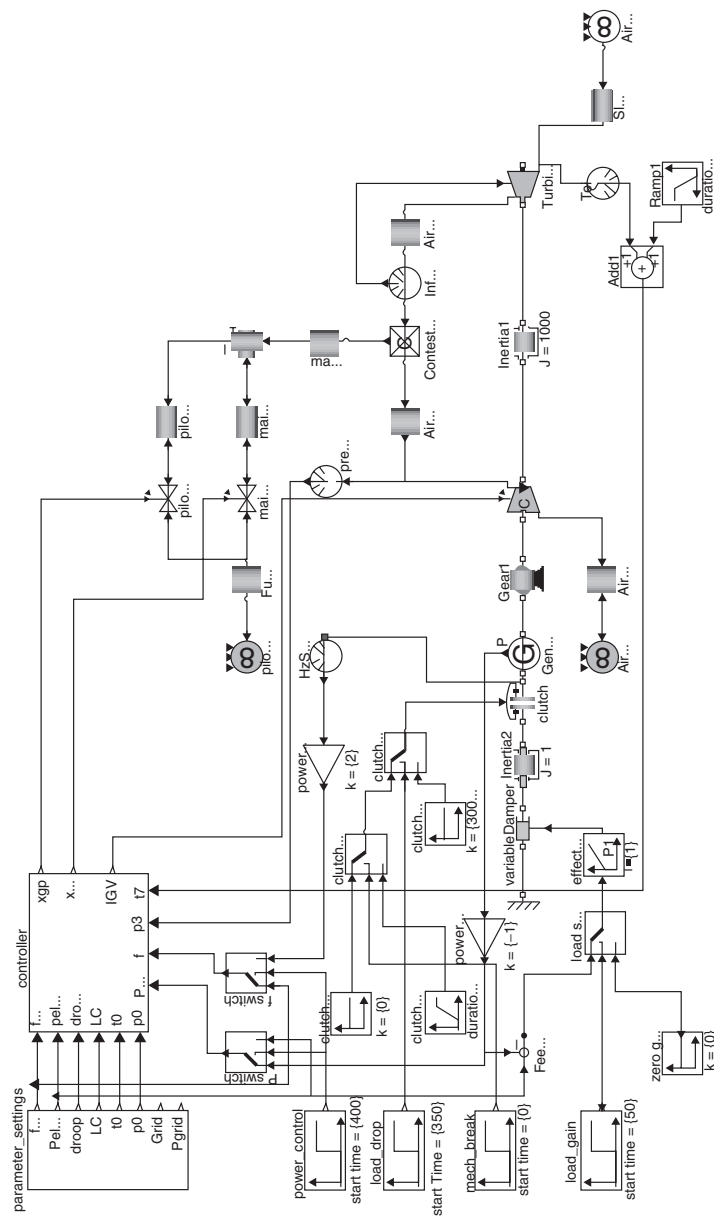 parameter_settings
f...
Pel...
droop
LC
t0
p0
Grid
Pgrid
controller
f...
pel...
dro...
LC
t0
p0
xgp
x...
IGV
P...
f
p3
t7
P switch
f switch
power_control
start time = {400}
load_drop
start Time = {350}
mech_break
start time = {0}
load_gain
start time = {50}
clutch...
k = {0}
clutch...
duratio...
Fee...
zero g...
k = {0}
power...
k = {-1}
load s...
effect...
P1
clutch...
clutch...
k = {300...
clutch...
power...
k = {2}
HzS...
variableDamper
Inertia2
J = 1
clutch
G
Gen...
P
Gear1
pilo...
Fu...
pilo...
mai...
pilo...
mai...
ma...
pre...
C
Air...
Air...
Air...
Contest...
Inf...
Air...
Inertia1
J = 1000
Turbi...
Te...
Add1
+1
+1
+
Ramp1
duratio...
Sl...
Air...